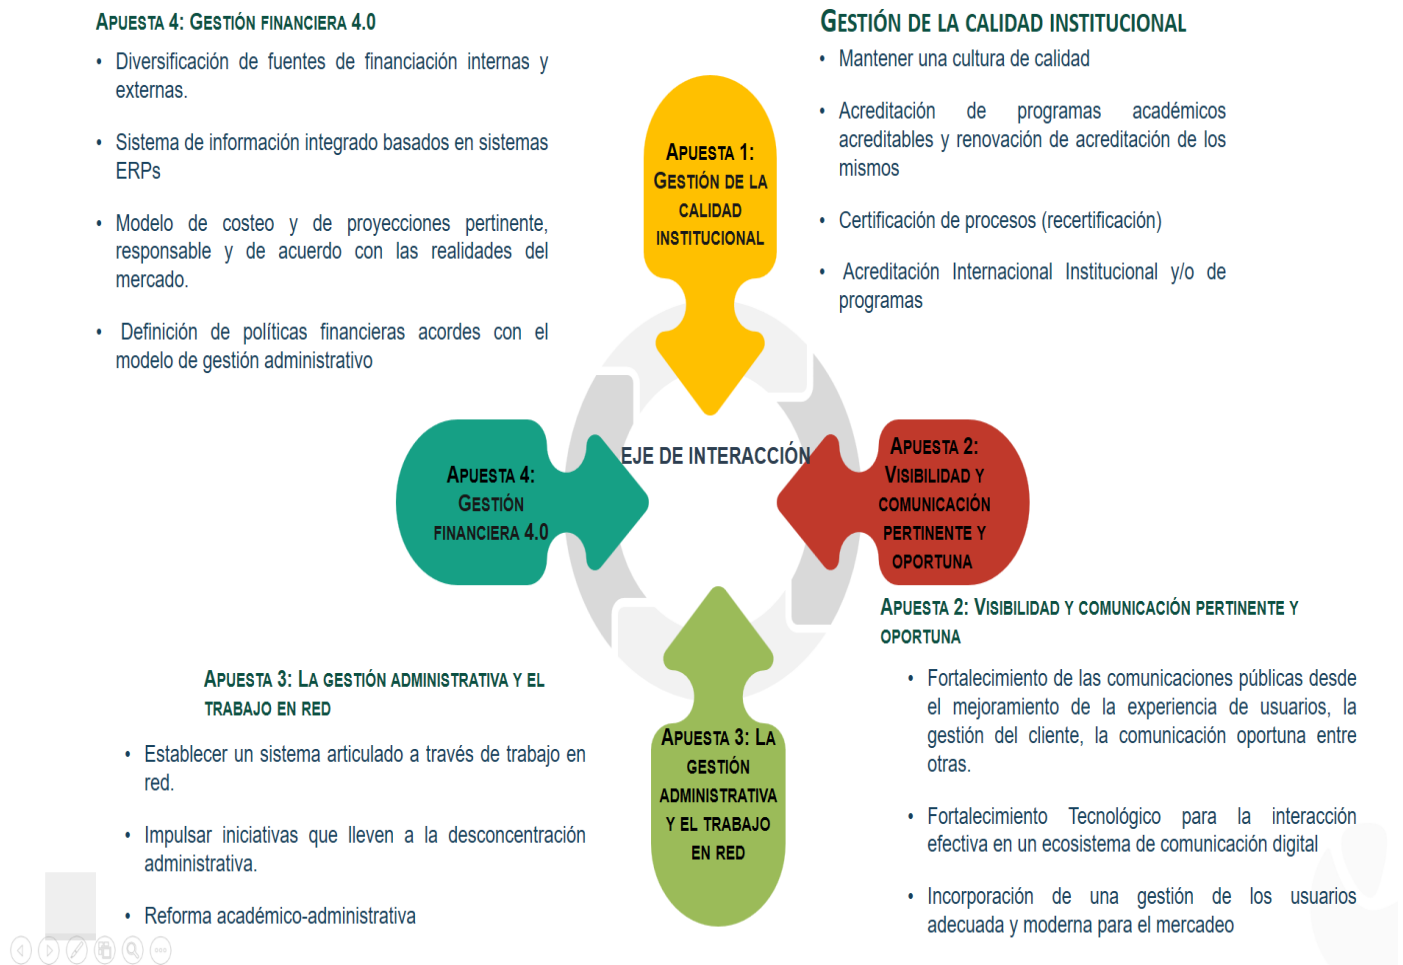 APUESTA 4: GESTIÓN FINANCIERA 4.0
• Diversificación de fuentes de financiación internas y
externas.
• Sistema de información integrado basados en sistemas
ERPs
• Modelo de costeo y de proyecciones pertinente,
responsable y de acuerdo con las realidades del
mercado.
• Definición de políticas financieras acordes con el
modelo de gestión administrativo
GESTIÓN DE LA CALIDAD INSTITUCIONAL
• Mantener una cultura de calidad
• Acreditación de programas académicos
acreditables y renovación de acreditación de los
mismos
• Certificación de procesos (recertificación)
• Acreditación Internacional Institucional y/o de
programas
APUESTA 1:
GESTIÓN DE LA
CALIDAD
INSTITUCIONAL
EJE DE INTERACCIÓN
APUESTA 4:
GESTIÓN
FINANCIERA 4.0
APUESTA 2:
VISIBILIDAD Y
COMUNICACIÓN
PERTINENTE Y
OPORTUNA
APUESTA 3: LA
GESTIÓN
ADMINISTRATIVA
Y EL TRABAJO
EN RED
APUESTA 3: LA GESTIÓN ADMINISTRATIVA Y EL
TRABAJO EN RED
• Establecer un sistema articulado a través de trabajo en
red.
• Impulsar iniciativas que lleven a la desconcentración
administrativa.
• Reforma académico-administrativa
APUESTA 2: VISIBILIDAD Y COMUNICACIÓN PERTINENTE Y
OPORTUNA
• Fortalecimiento de las comunicaciones públicas desde
el mejoramiento de la experiencia de usuarios, la
gestión del cliente, la comunicación oportuna entre
otras.
• Fortalecimiento Tecnológico para la interacción
efectiva en un ecosistema de comunicación digital
• Incorporación de una gestión de los usuarios
adecuada y moderna para el mercadeo